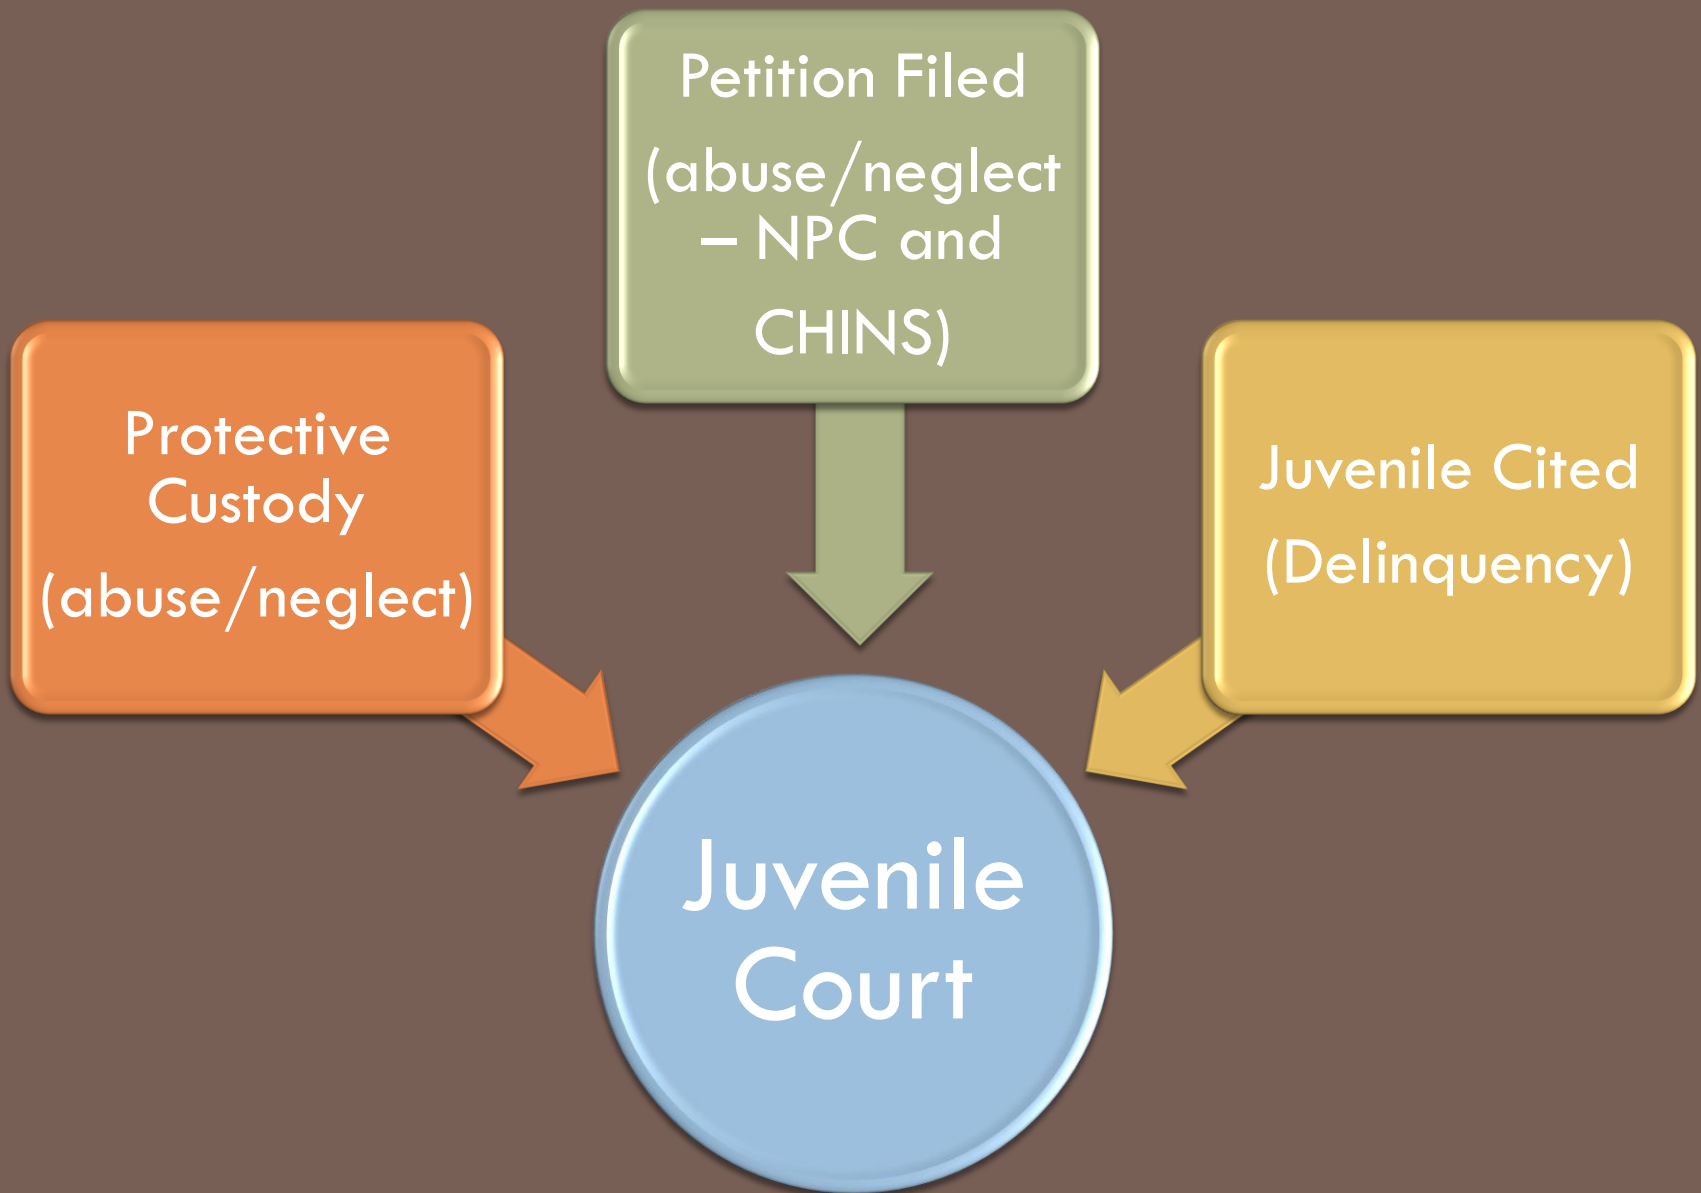 Petition Filed
(abuse/neglect
– NPC and
CHINS)
Protective
Custody
(abuse/neglect)
Juvenile Cited
(Delinquency)
Juvenile
Court